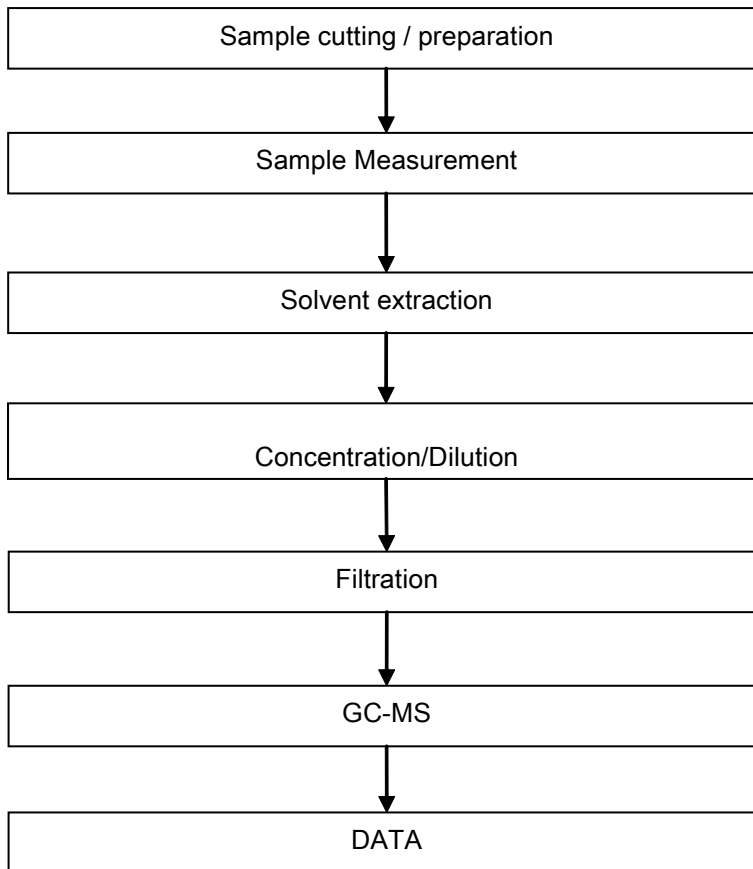 Sample cutting / preparation
Sample Measurement
Solvent extraction
Concentration/Dilution
Filtration
GC-MS
DATA